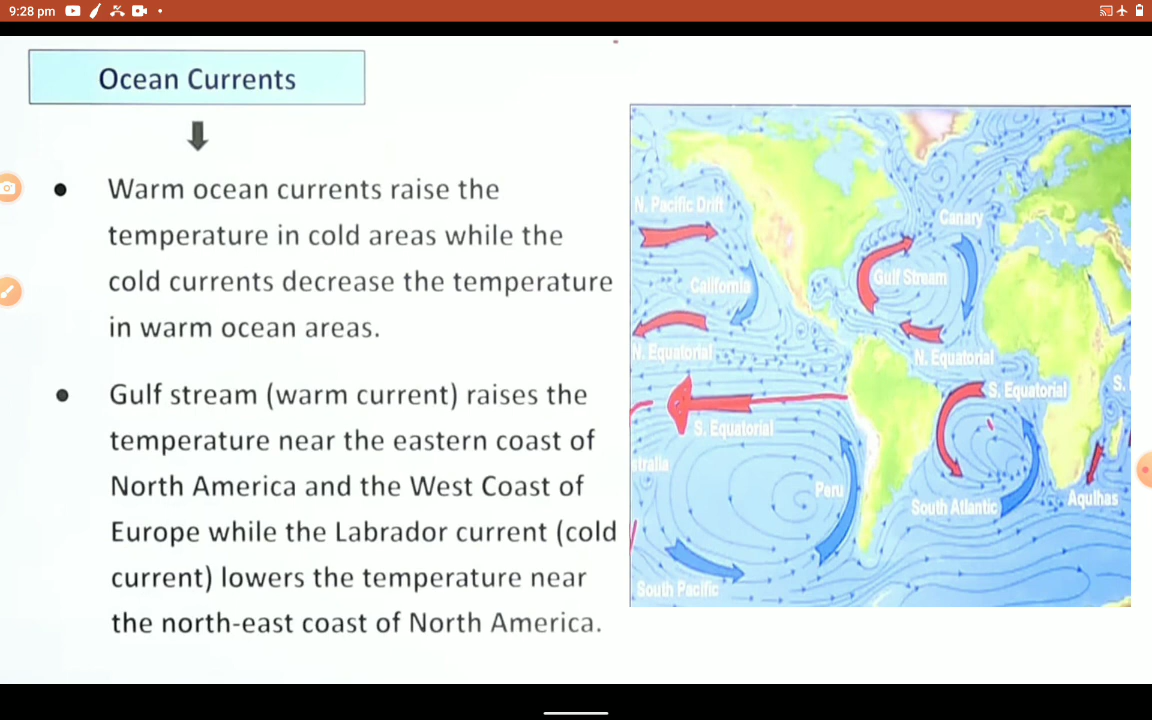 9:28 pm
Ocean Currents
Warm ocean currents raise the
temperature in cold areas while the
cold currents decrease the temperature
in warm ocean areas.
Gulf stream (warm current) raises the
temperature near the eastern coast of
North America and the West Coast of
Europe while the Labrador current (cold
current) lowers the temperature near
the north-east coast of North America.
N. Pacific Drift
Canary
Gulf Stream
California
N. Equatorial
N. Equatorial
S. Equatorial
S.
S. Equatorial
stralia
Peru
South Atlantic
Aqulhas
South Pacific